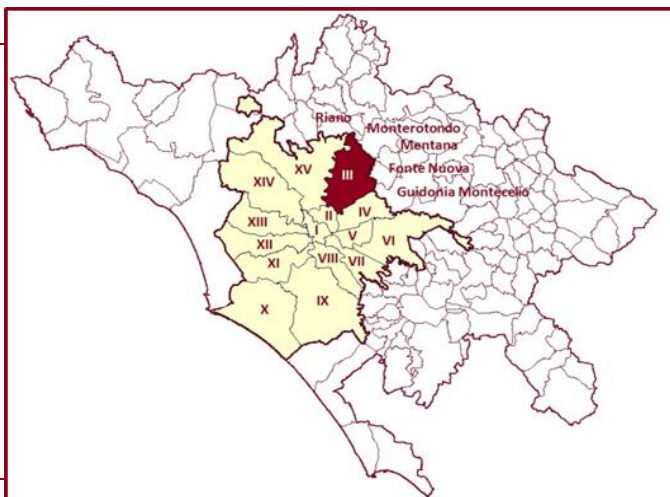 Riano
Monterotondo
Mentana
XV
III
Fonte Nuova
XIV
Guidonia Montecelio
II
IV
XIII
I
V
VI
XII
VIII
VII
XI
X
IX